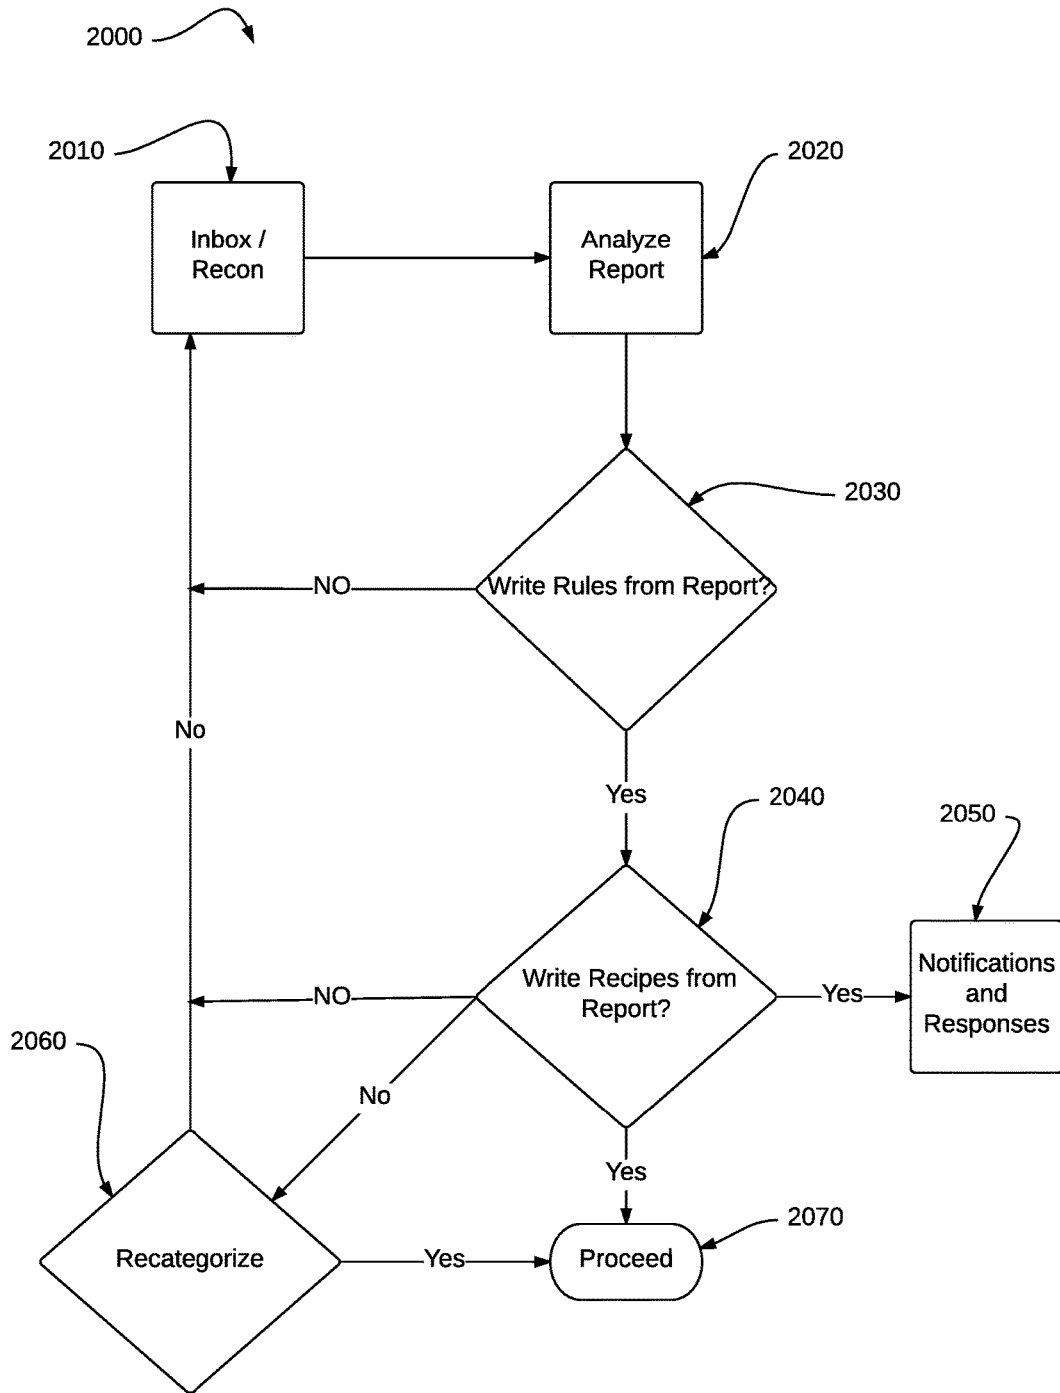 2000
2010
2020
Inbox /
Recon
Analyze
Report
2030
Write Rules from Report?
NO
No
Yes
2040
2050
Write Recipes from
Report?
Notifications
and
Responses
NO
Yes
2060
No
Yes
2070
Recategorize
Yes
Proceed